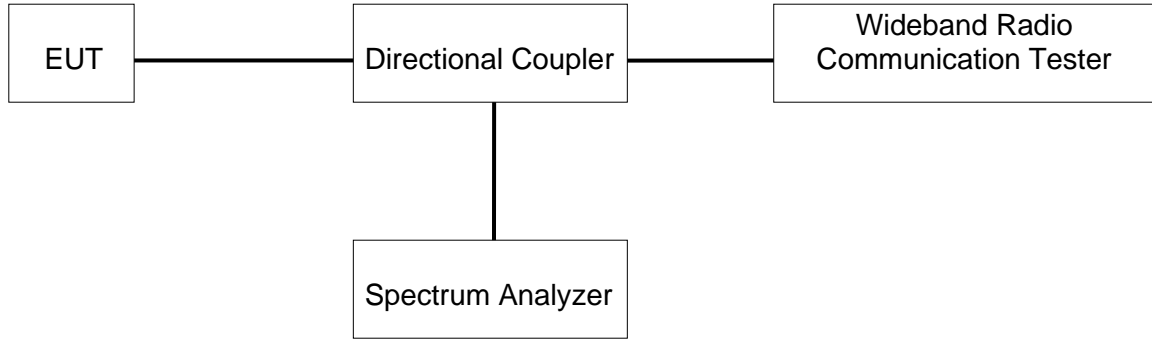 EUT
Directional Coupler
Wideband Radio
Communication Tester
Spectrum Analyzer